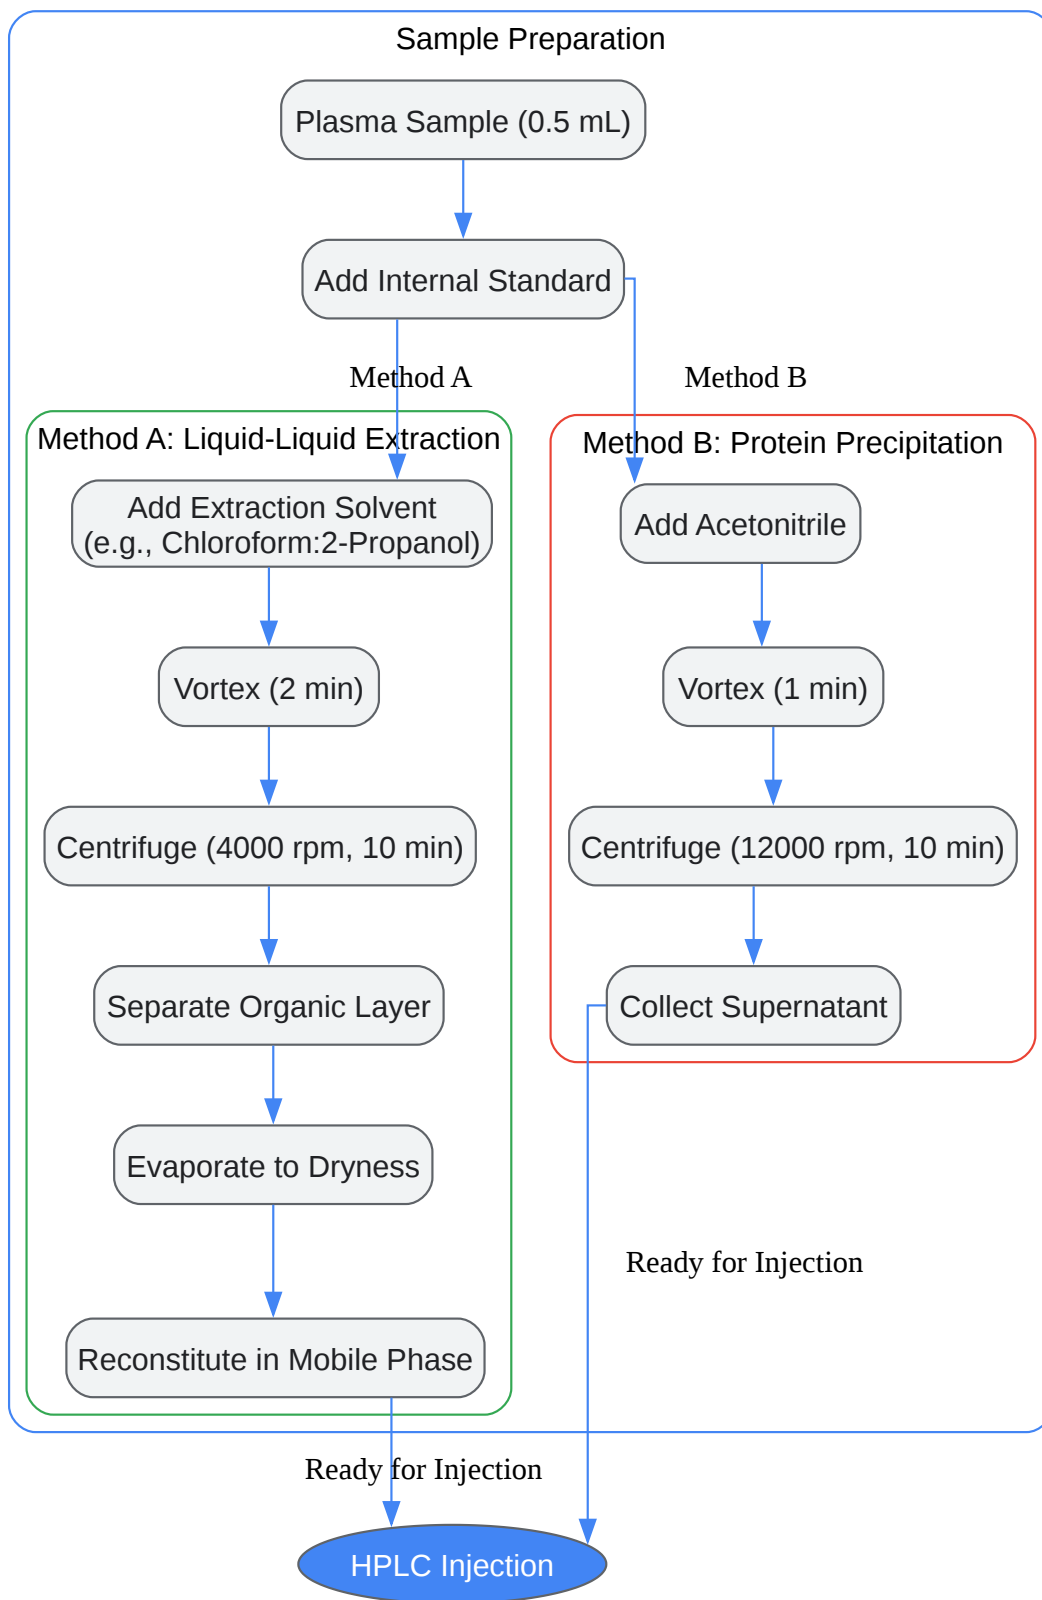 Sample Preparation
Plasma Sample (0.5 mL)
Add Internal Standard
Method A
Method B
Method A: Liquid-Liquid Extraction
Add Extraction Solvent
(e.g., Chloroform:2-Propanol)
Vortex (2 min)
Centrifuge (4000 rpm, 10 min)
Separate Organic Layer
Evaporate to Dryness
Reconstitute in Mobile Phase
Ready for Injection
Method B: Protein Precipitation
Add Acetonitrile
Vortex (1 min)
Centrifuge (12000 rpm, 10 min)
Collect Supernatant
Ready for Injection
HPLC Injection